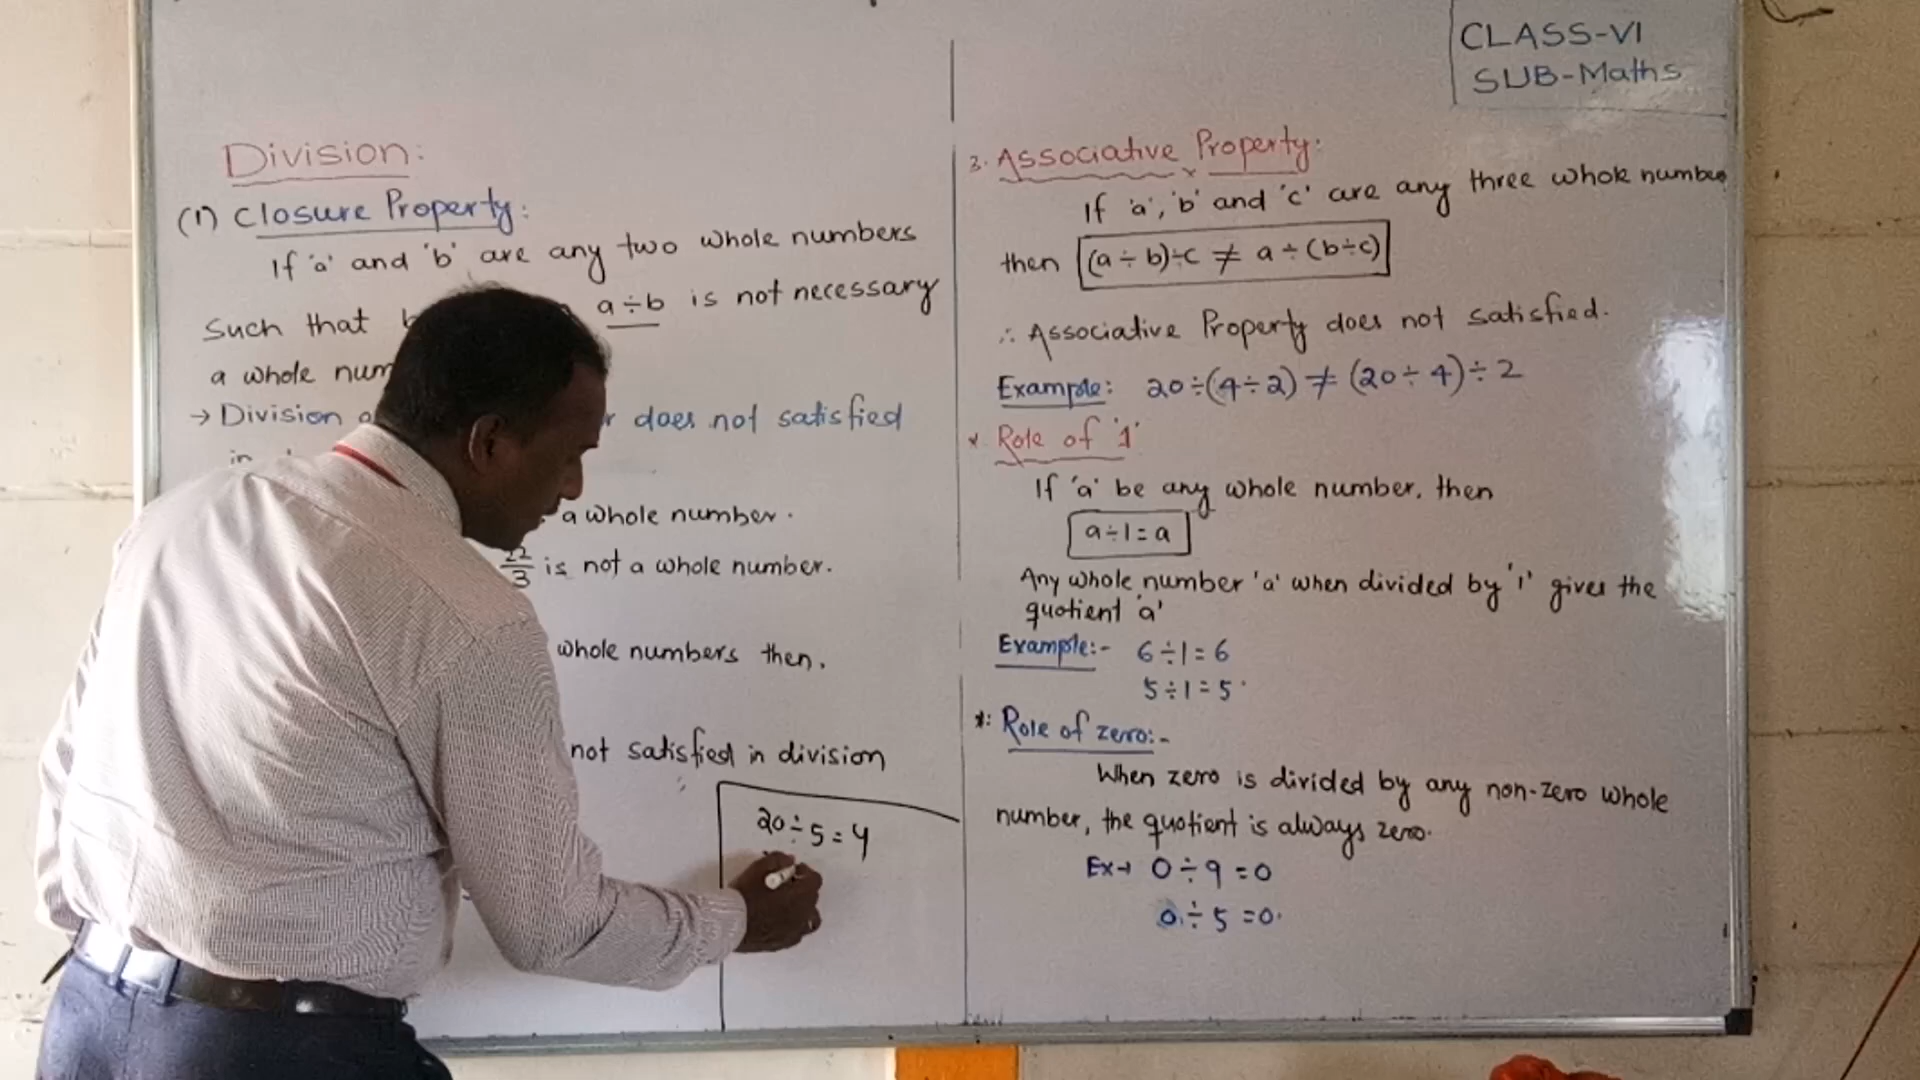 CLASS-VI
SUB-Maths
Division:
(1) Closure Property:
If 'a' and 'b' are any two whole numbers
Such that a÷b is not necessary
a whole num
→ Division does not satisfied
in
a whole number.
22/3 is not a whole number.
whole numbers then,
not satisfied in division
20÷5=4
3. Associative Property:
If 'a', 'b' and 'c' are any three whole number
then (a÷b)÷c ≠ a÷(b÷c)
∴ Associative Property does not satisfied.
Example: 20÷(4÷2) ≠ (20÷4)÷2
* Role of '1'
If 'a' be any whole number, then
a÷1=a
Any whole number 'a' when divided by '1' gives the
quotient 'a'
Example:- 6÷1=6
5÷1=5.
*: Role of zero:-
When zero is divided by any non-zero whole
number, the quotient is always zero.
Ex→ 0÷9=0
0÷5=0.